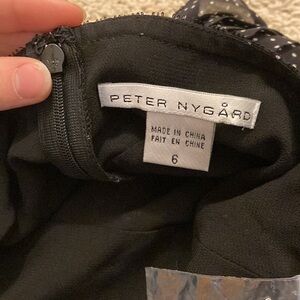 PETER NYGÅRD
MADE IN CHINA
FAIT EN CHINE
6